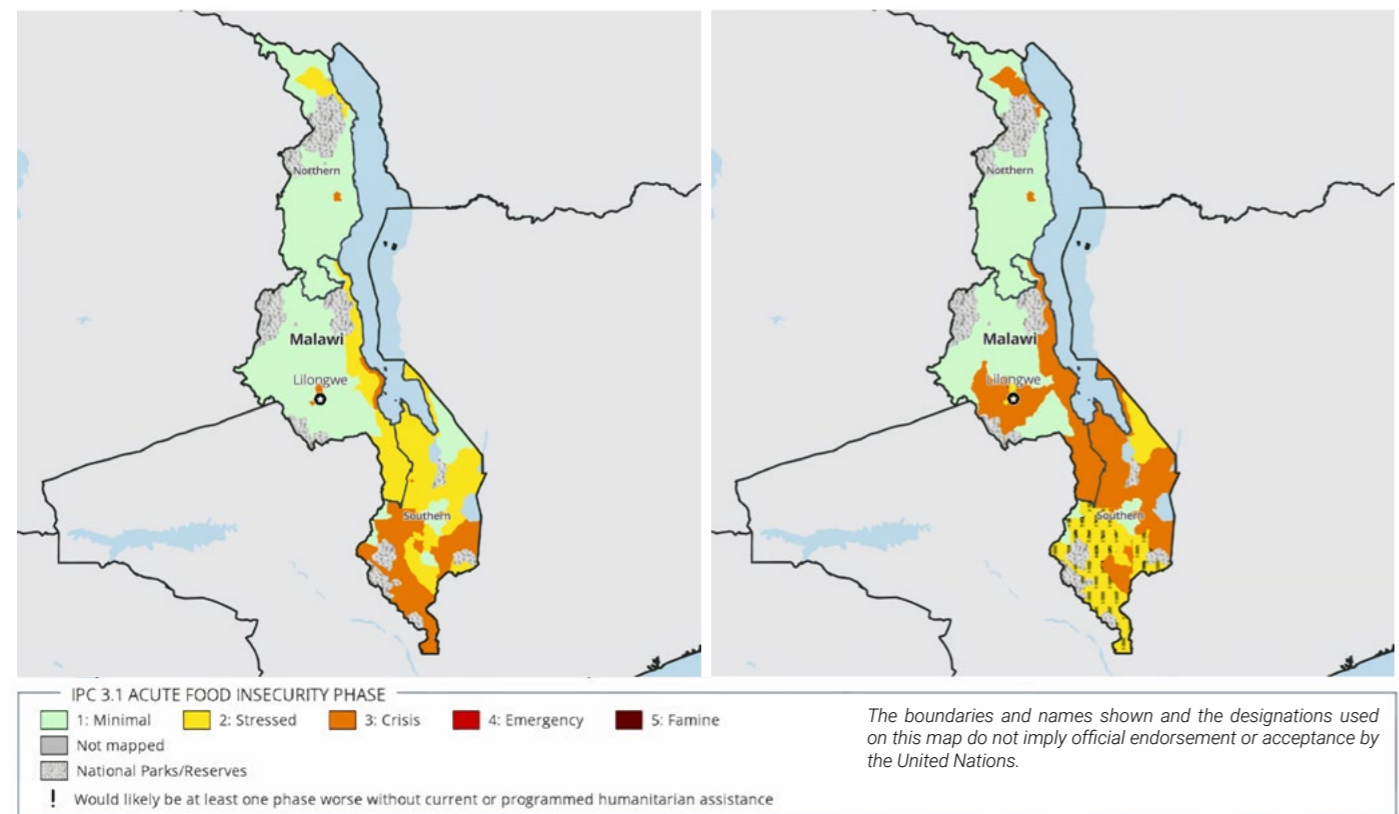 Northern
Malawi
Lilongwe
Southern
Northern
Malawi
Lilongwe
Southern
IPC 3.1 ACUTE FOOD INSECURITY PHASE
1: Minimal 2: Stressed 3: Crisis 4: Emergency 5: Famine
Not mapped
National Parks/Reserves
! Would likely be at least one phase worse without current or programmed humanitarian assistance
The boundaries and names shown and the designations used
on this map do not imply official endorsement or acceptance by
the United Nations.